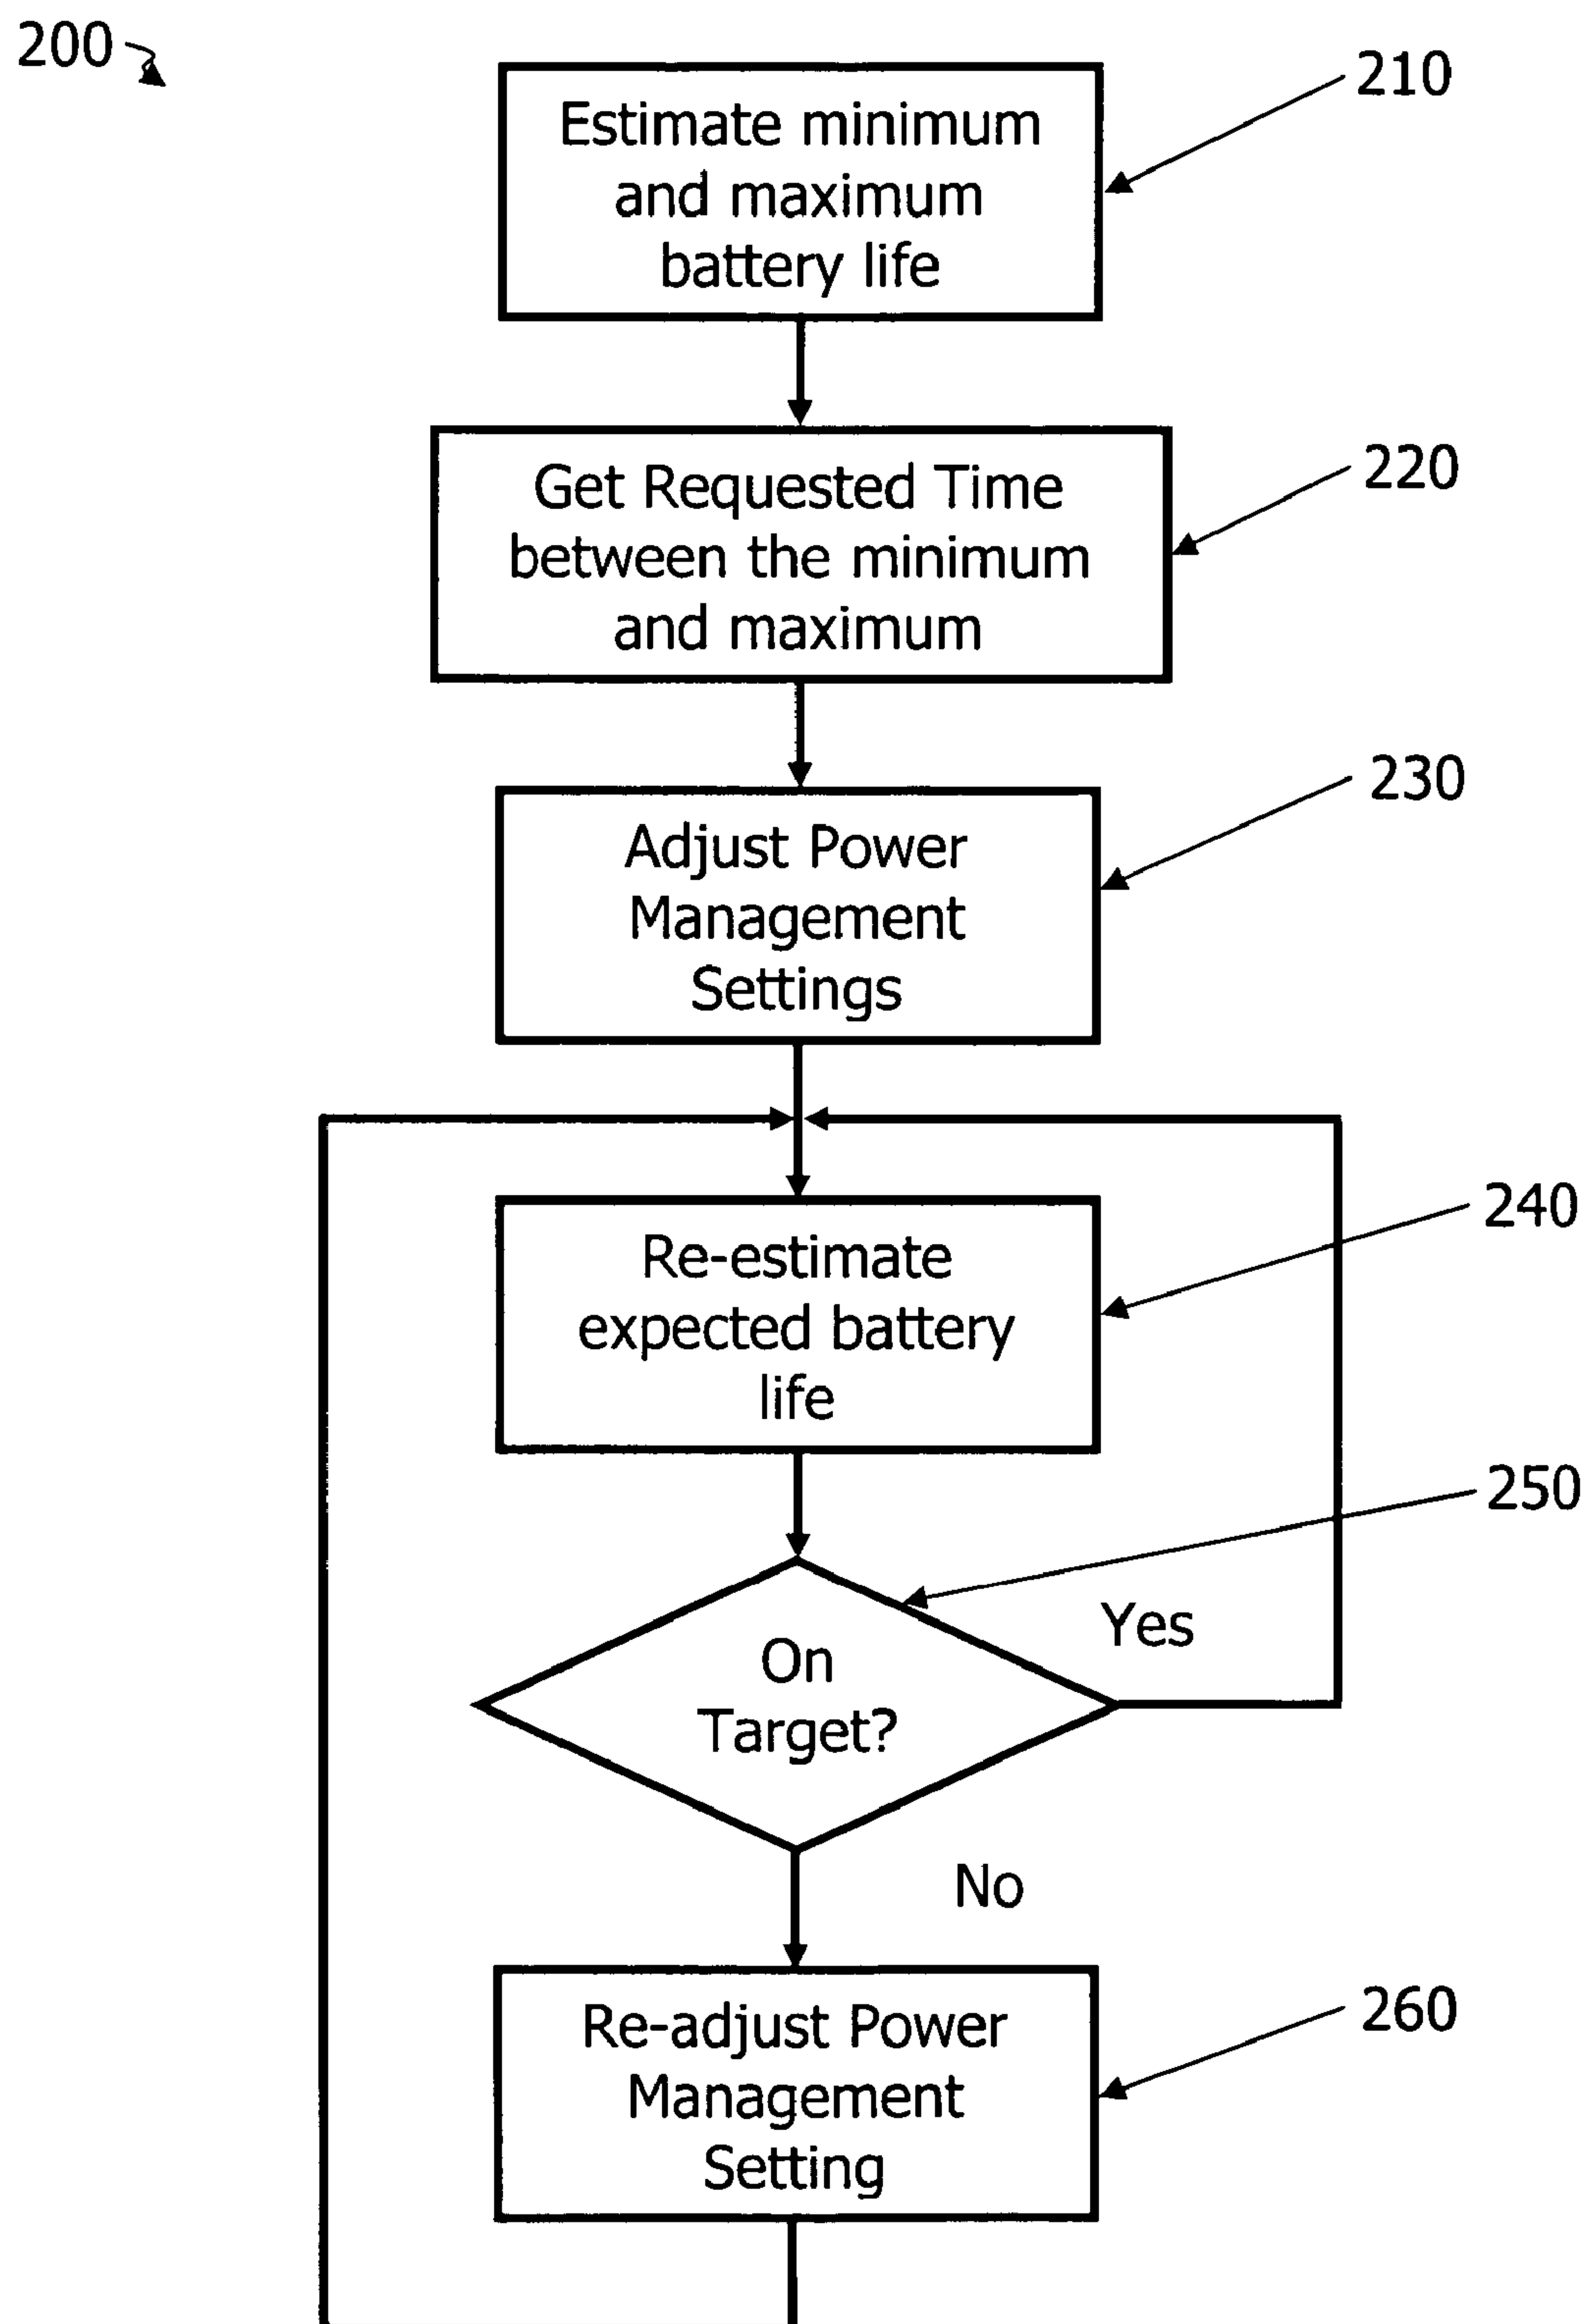 200
210
Estimate minimum
and maximum
battery life
220
Get Requested Time
between the minimum
and maximum
230
Adjust Power
Management
Settings
240
Re-estimate
expected battery
life
250
On
Target?
Yes
No
260
Re-adjust Power
Management
Setting